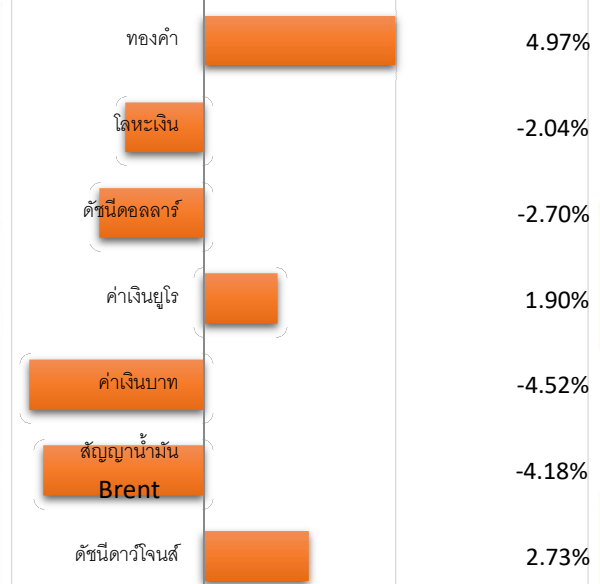 ทองคำ 4.97%
โลหะเงิน -2.04%
ดัชนีดอลลาร์ -2.70%
ค่าเงินยูโร 1.90%
ค่าเงินบาท -4.52%
สัญญาน้ำมัน
Brent -4.18%
ดัชนีดาวโจนส์ 2.73%